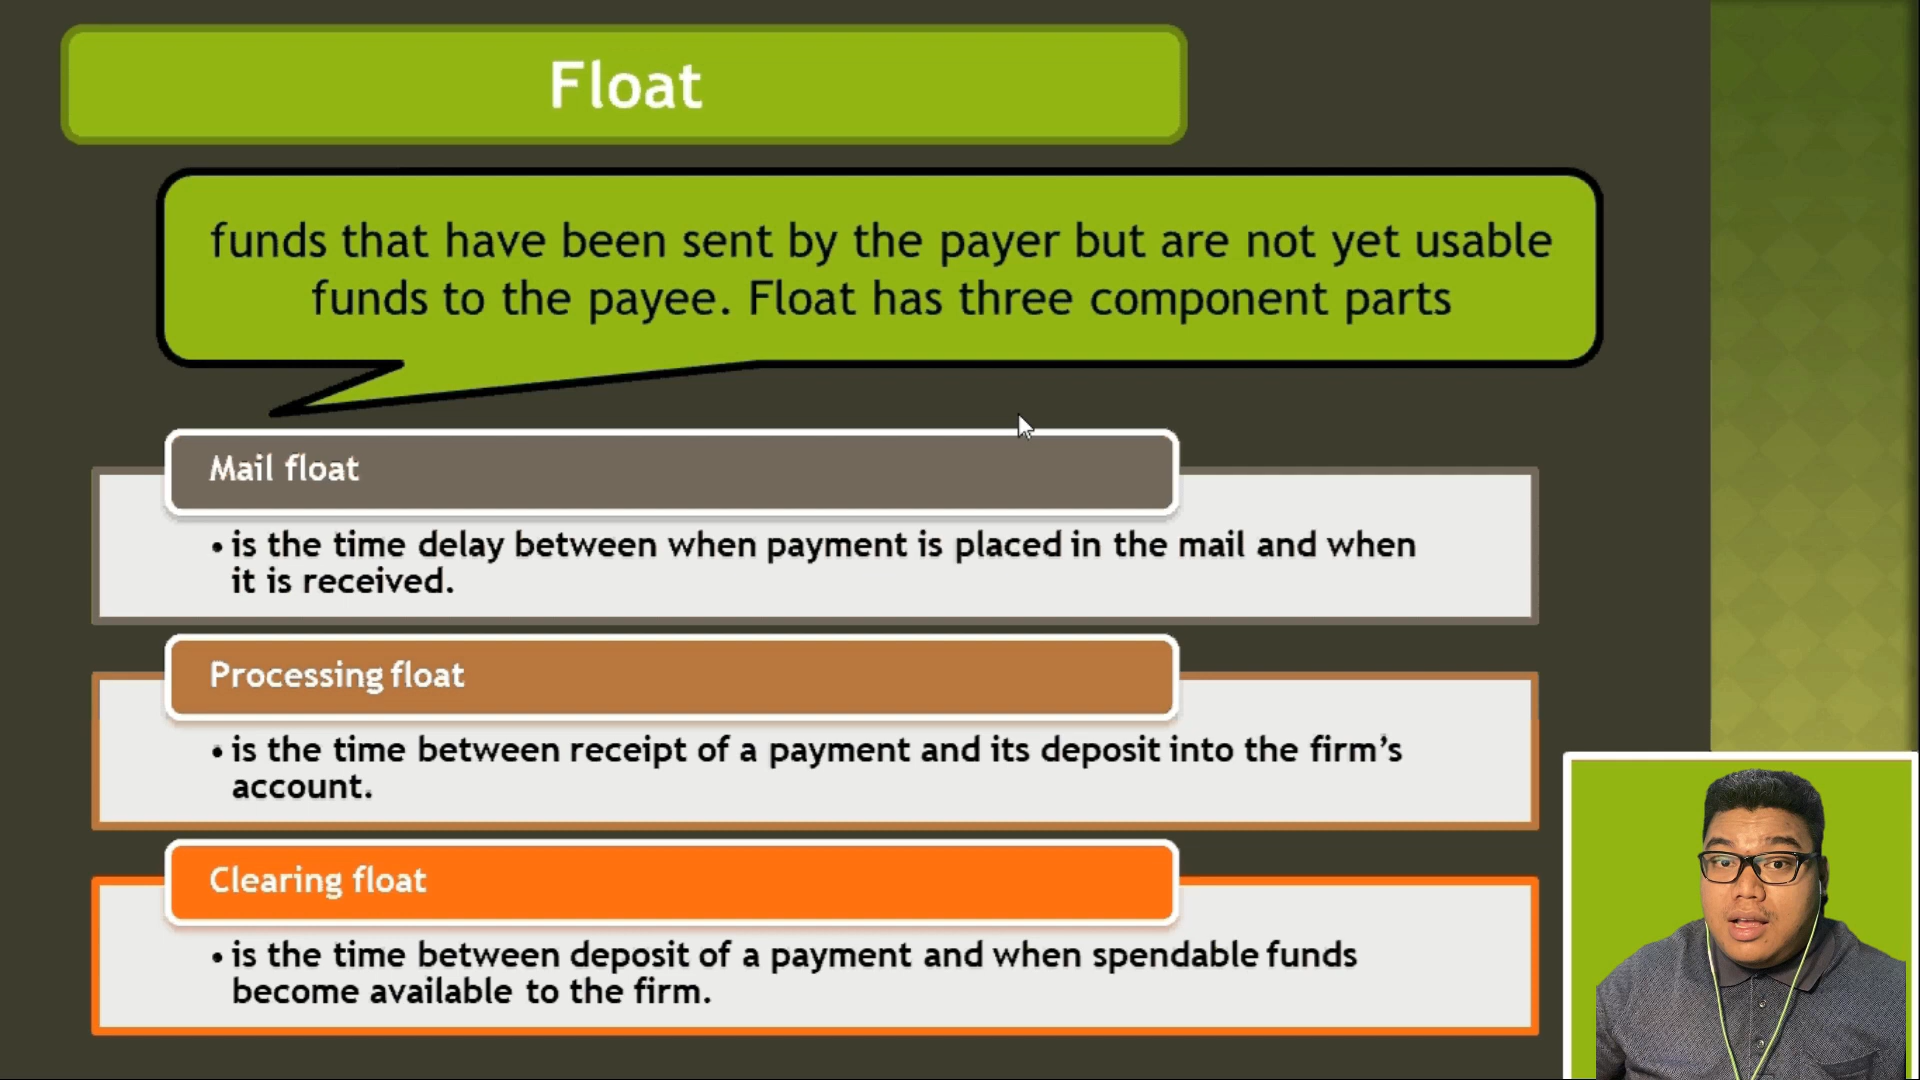 Float
funds that have been sent by the payer but are not yet usable
funds to the payee. Float has three component parts
Mail float
• is the time delay between when payment is placed in the mail and when
it is received.
Processing float
• is the time between receipt of a payment and its deposit into the firm’s
account.
Clearing float
• is the time between deposit of a payment and when spendable funds
become available to the firm.